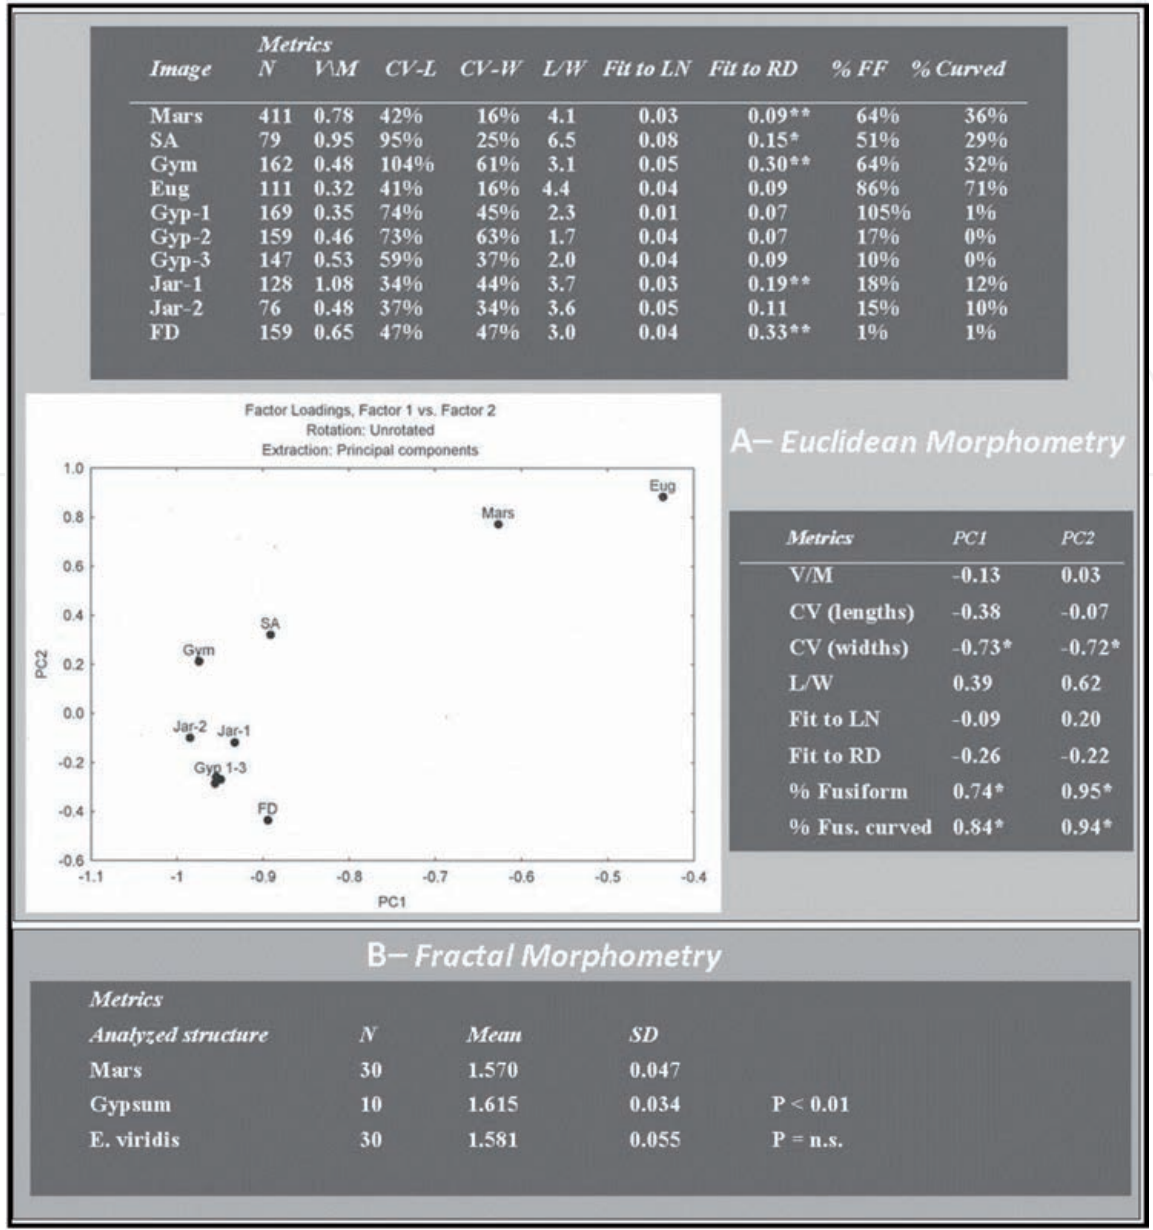 Metrics
Image N V\M CV-L CV-W L/W Fit to LN Fit to RD % FF % Curved
Mars 411 0.78 42% 16% 4.1 0.03 0.09** 64% 36%
SA 79 0.95 95% 25% 6.5 0.08 0.15* 51% 29%
Gym 162 0.48 104% 61% 3.1 0.05 0.30** 64% 32%
Eug 111 0.32 41% 16% 4.4 0.04 0.09 86% 71%
Gyp-1 169 0.35 74% 45% 2.3 0.01 0.07 105% 1%
Gyp-2 159 0.46 73% 63% 1.7 0.04 0.07 17% 0%
Gyp-3 147 0.53 59% 37% 2.0 0.04 0.09 10% 0%
Jar-1 128 1.08 34% 44% 3.7 0.03 0.19** 18% 12%
Jar-2 76 0.48 37% 34% 3.6 0.05 0.11 15% 10%
FD 159 0.65 47% 47% 3.0 0.04 0.33** 1% 1%
Factor Loadings, Factor 1 vs. Factor 2
Rotation: Unrotated
Extraction: Principal components
1.0
Eug
0.8
Mars
0.6
0.4
SA
Gym
0.2
PC2
0.0
Jar-2
Jar-1
-0.2
Gyp 1-3
-0.4
FD
-0.6
-1.1 -1 -0.9 -0.8 -0.7 -0.6 -0.5 -0.4
PC1
A– Euclidean Morphometry
Metrics PC1 PC2
V/M -0.13 0.03
CV (lengths) -0.38 -0.07
CV (widths) -0.73* -0.72*
L/W 0.39 0.62
Fit to LN -0.09 0.20
Fit to RD -0.26 -0.22
% Fusiform 0.74* 0.95*
% Fus. curved 0.84* 0.94*
B– Fractal Morphometry
Metrics
Analyzed structure N Mean SD
Mars 30 1.570 0.047
Gypsum 10 1.615 0.034 P < 0.01
E. viridis 30 1.581 0.055 P = n.s.